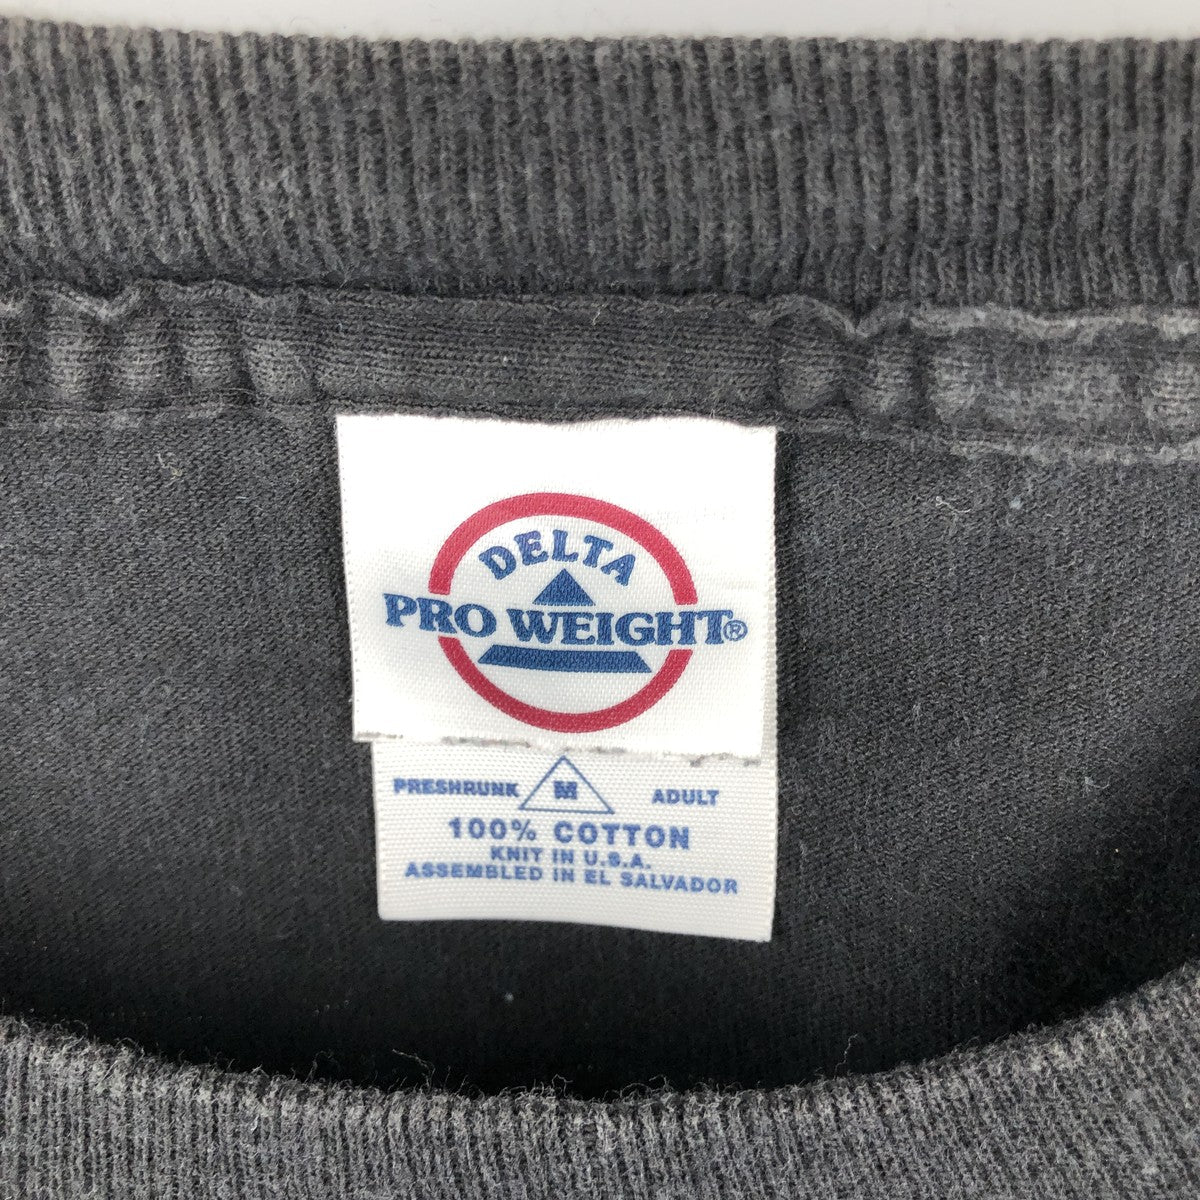 DELTA
PRO WEIGHT®
PRESHRUNK M ADULT
100% COTTON
KNIT IN U.S.A.
ASSEMBLED IN EL SALVADOR